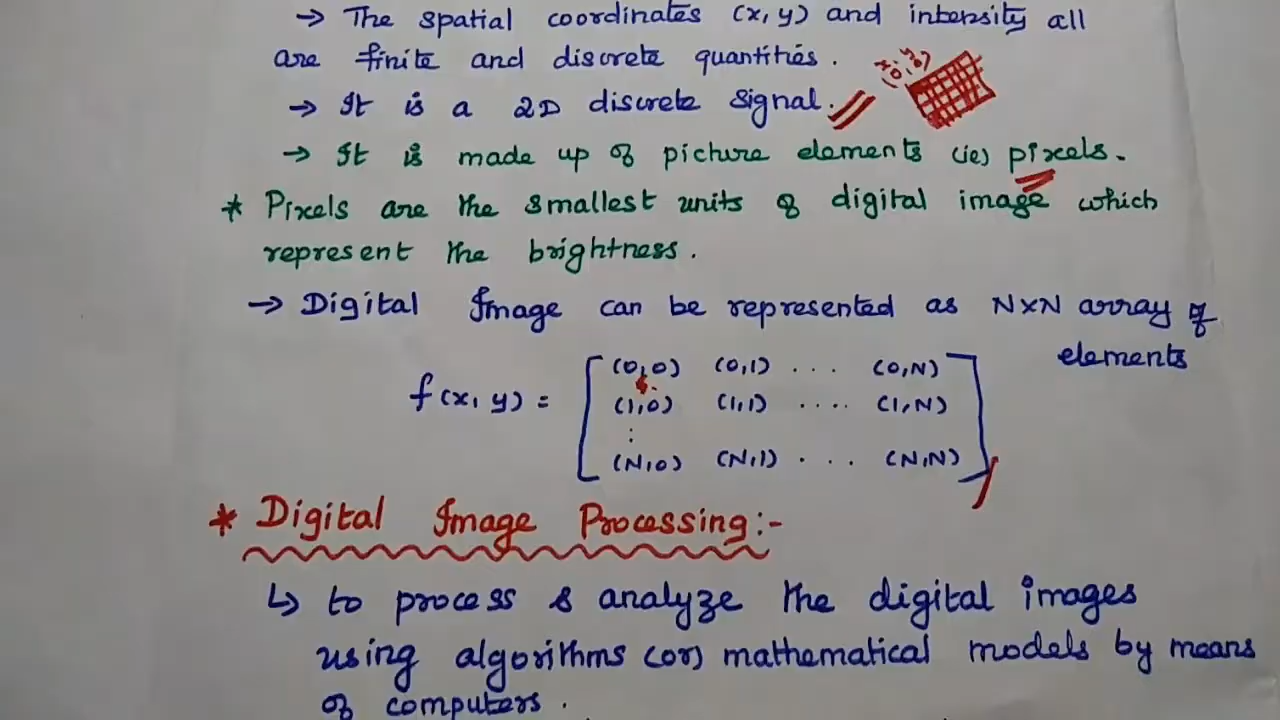 → The spatial coordinates (x,y) and intensity all
are finite and discrete quantities.
→ It is a 2D discrete signal.
x y
(0,0)
→ It is made up of picture elements (ie) pixels.
* Pixels are the smallest units of digital image which
represent the brightness.
→ Digital Image can be represented as N×N array of
elements
f(x,y) = [ (0,0) (0,1) ... (0,N)
(1,0) (1,1) .... (1,N)
:
(N,0) (N,1) . ... (N,N) ]
* Digital Image Processing:-
↳ to process & analyze the digital images
using algorithms (or) mathematical models by means
of computers.